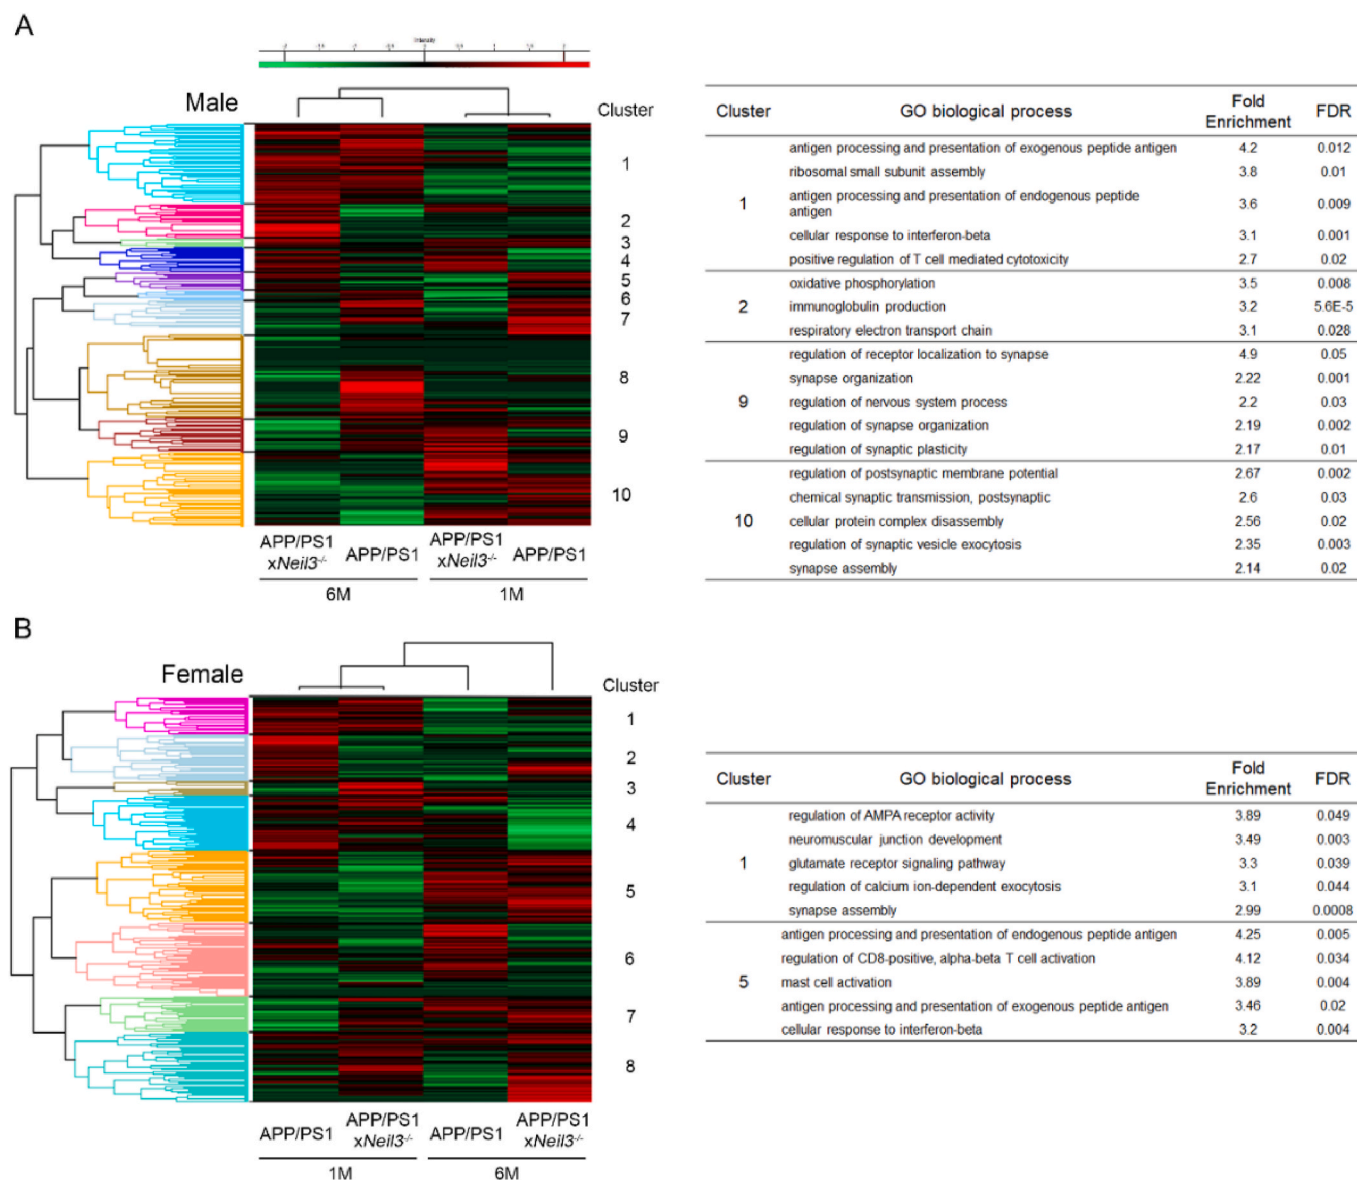 A
Intensity
Male
Cluster
1
2
3
4
5
6
7
8
9
10
APP/PS1 xNeil3-/-
APP/PS1
APP/PS1 xNeil3-/-
APP/PS1
6M
1M
Cluster GO biological process Fold Enrichment FDR
1
antigen processing and presentation of exogenous peptide antigen 4.2 0.012
ribosomal small subunit assembly 3.8 0.01
antigen processing and presentation of endogenous peptide
antigen 3.6 0.009
cellular response to interferon-beta 3.1 0.001
positive regulation of T cell mediated cytotoxicity 2.7 0.02
2
oxidative phosphorylation 3.5 0.008
immunoglobulin production 3.2 5.6E-5
respiratory electron transport chain 3.1 0.028
9
regulation of receptor localization to synapse 4.9 0.05
synapse organization 2.22 0.001
regulation of nervous system process 2.2 0.03
regulation of synapse organization 2.19 0.002
regulation of synaptic plasticity 2.17 0.01
10
regulation of postsynaptic membrane potential 2.67 0.002
chemical synaptic transmission, postsynaptic 2.6 0.03
cellular protein complex disassembly 2.56 0.02
regulation of synaptic vesicle exocytosis 2.35 0.003
synapse assembly 2.14 0.02
B
Female
Cluster
1
2
3
4
5
6
7
8
APP/PS1
APP/PS1 xNeil3-/-
APP/PS1
APP/PS1 xNeil3-/-
1M
6M
Cluster GO biological process Fold Enrichment FDR
1
regulation of AMPA receptor activity 3.89 0.049
neuromuscular junction development 3.49 0.003
glutamate receptor signaling pathway 3.3 0.039
regulation of calcium ion-dependent exocytosis 3.1 0.044
synapse assembly 2.99 0.0008
5
antigen processing and presentation of endogenous peptide antigen 4.25 0.005
regulation of CD8-positive, alpha-beta T cell activation 4.12 0.034
mast cell activation 3.89 0.004
antigen processing and presentation of exogenous peptide antigen 3.46 0.02
cellular response to interferon-beta 3.2 0.004